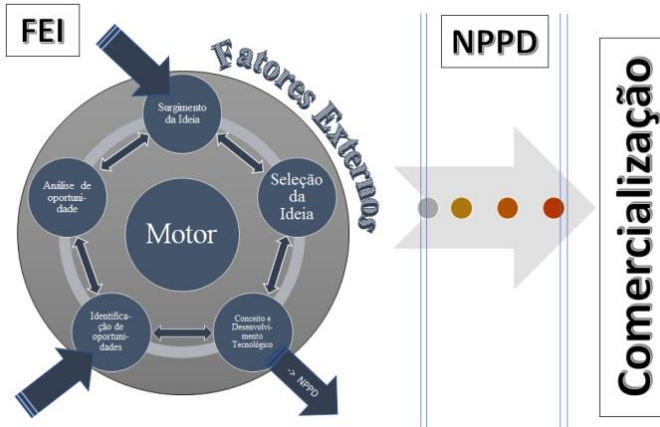 FEI
NPPD
Fatores Externos
Comercialização
Surgimento
da Ideia
Análise de
oportuni-
dade
Seleção
da
Ideia
Motor
Identifica-
ção de
oportuni-
dades
Conceito e
Desenvolvi-
mento
Tecnológico
-> NPPD